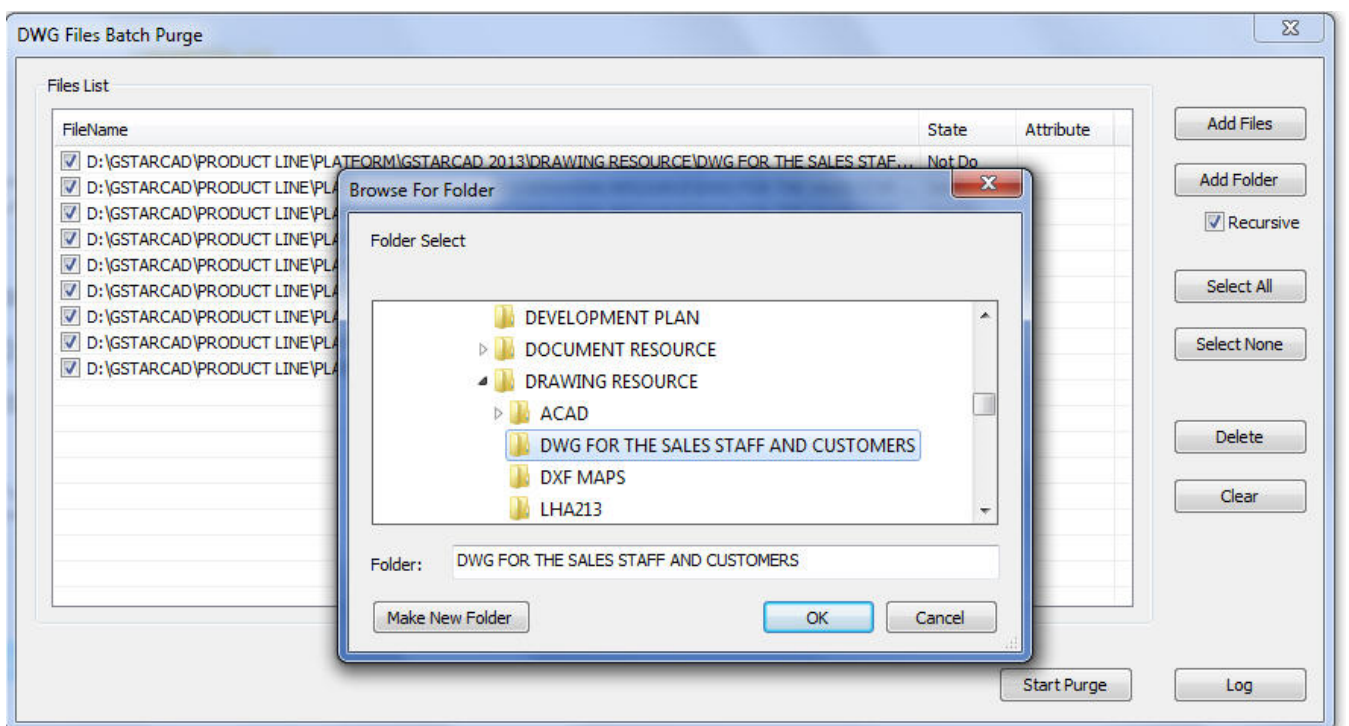 DWG Files Batch Purge
Files List
FileName State Attribute
D:\GSTARCAD\PRODUCT LINE\PLATFORM\GSTARCAD 2013\DRAWING RESOURCE\DWG FOR THE SALES STAF... Not Do
D:\GSTARCAD\PRODUCT LINE\PLA
D:\GSTARCAD\PRODUCT LINE\PLA
D:\GSTARCAD\PRODUCT LINE\PLA
D:\GSTARCAD\PRODUCT LINE\PLA
D:\GSTARCAD\PRODUCT LINE\PLA
D:\GSTARCAD\PRODUCT LINE\PLA
D:\GSTARCAD\PRODUCT LINE\PLA
D:\GSTARCAD\PRODUCT LINE\PLA
Browse For Folder
Folder Select
DEVELOPMENT PLAN
DOCUMENT RESOURCE
DRAWING RESOURCE
ACAD
DWG FOR THE SALES STAFF AND CUSTOMERS
DXF MAPS
LHA213
Folder: DWG FOR THE SALES STAFF AND CUSTOMERS
Make New Folder OK Cancel
Add Files
Add Folder
Recursive
Select All
Select None
Delete
Clear
Start Purge Log